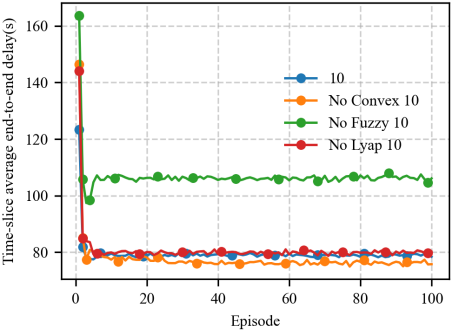 Time-slice average end-to-end delay(s)
160
140
120
100
80
0
20
40
60
80
100
Episode
10
No Convex 10
No Fuzzy 10
No Lyap 10